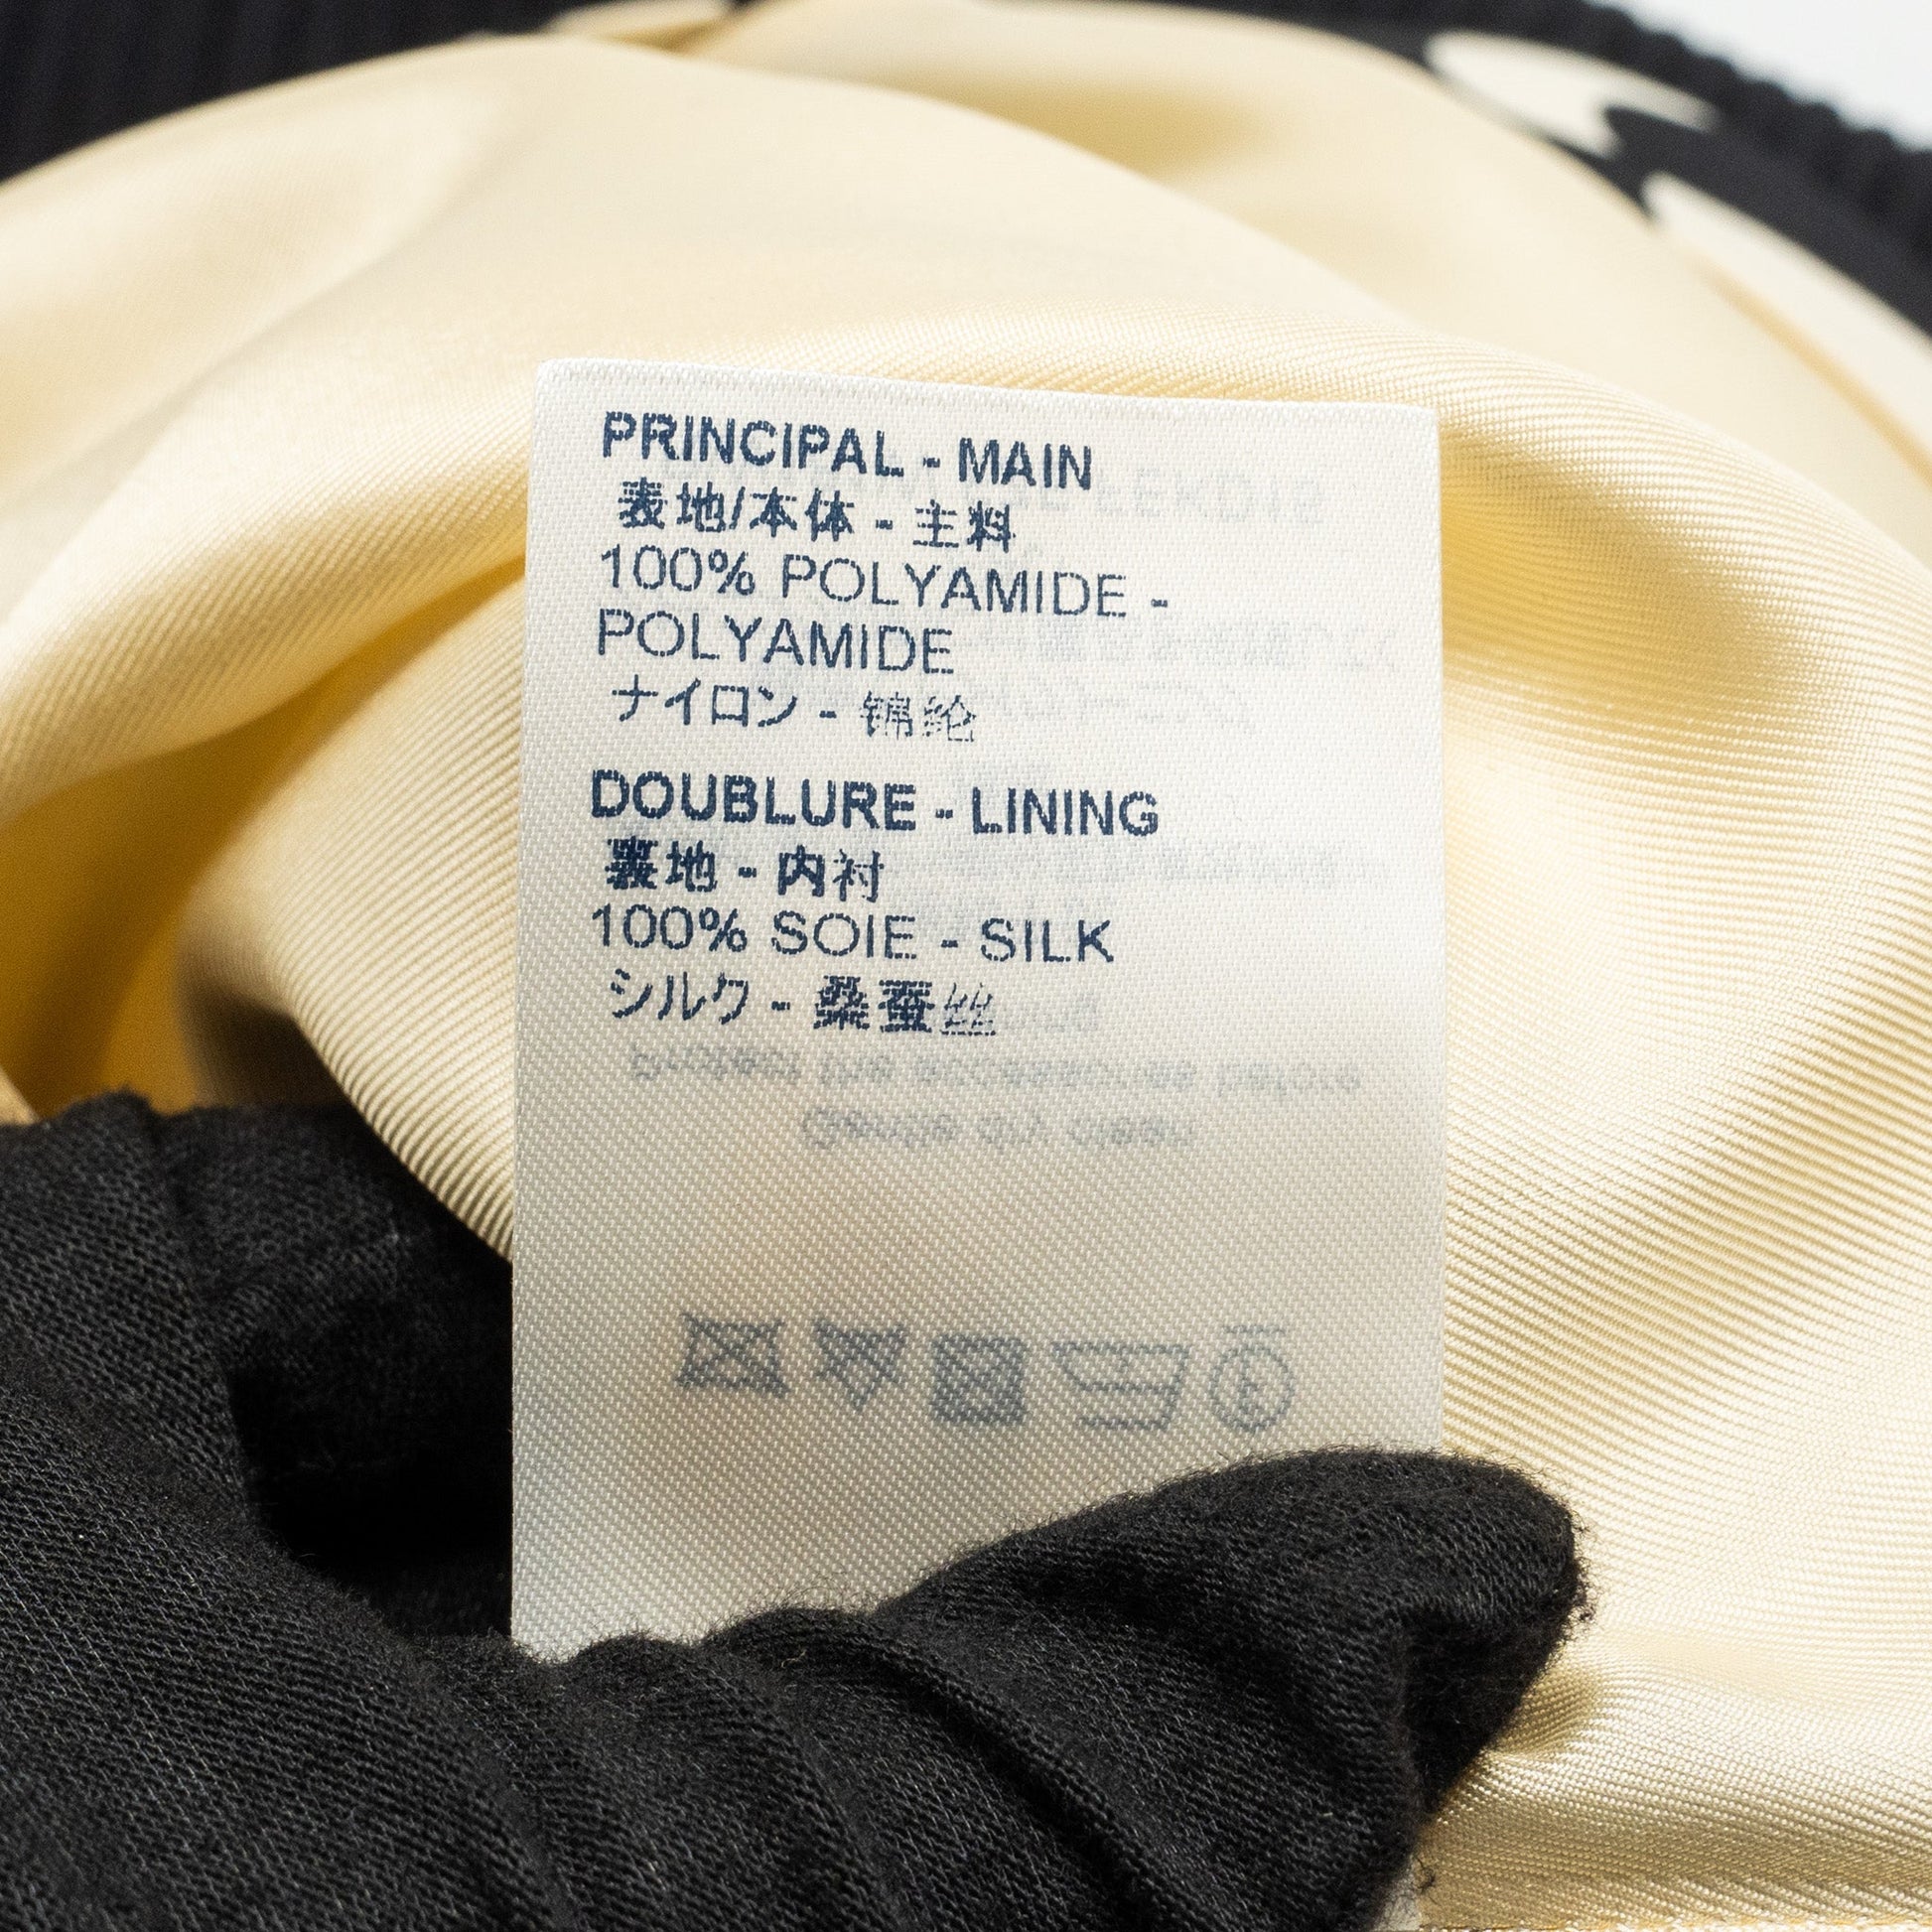 PRINCIPAL - MAIN
表地/本体 - 主料
100% POLYAMIDE -
POLYAMIDE
ナイロン - 锦纶
DOUBLURE - LINING
裏地 - 内衬
100% SOIE - SILK
シルク - 桑蚕丝